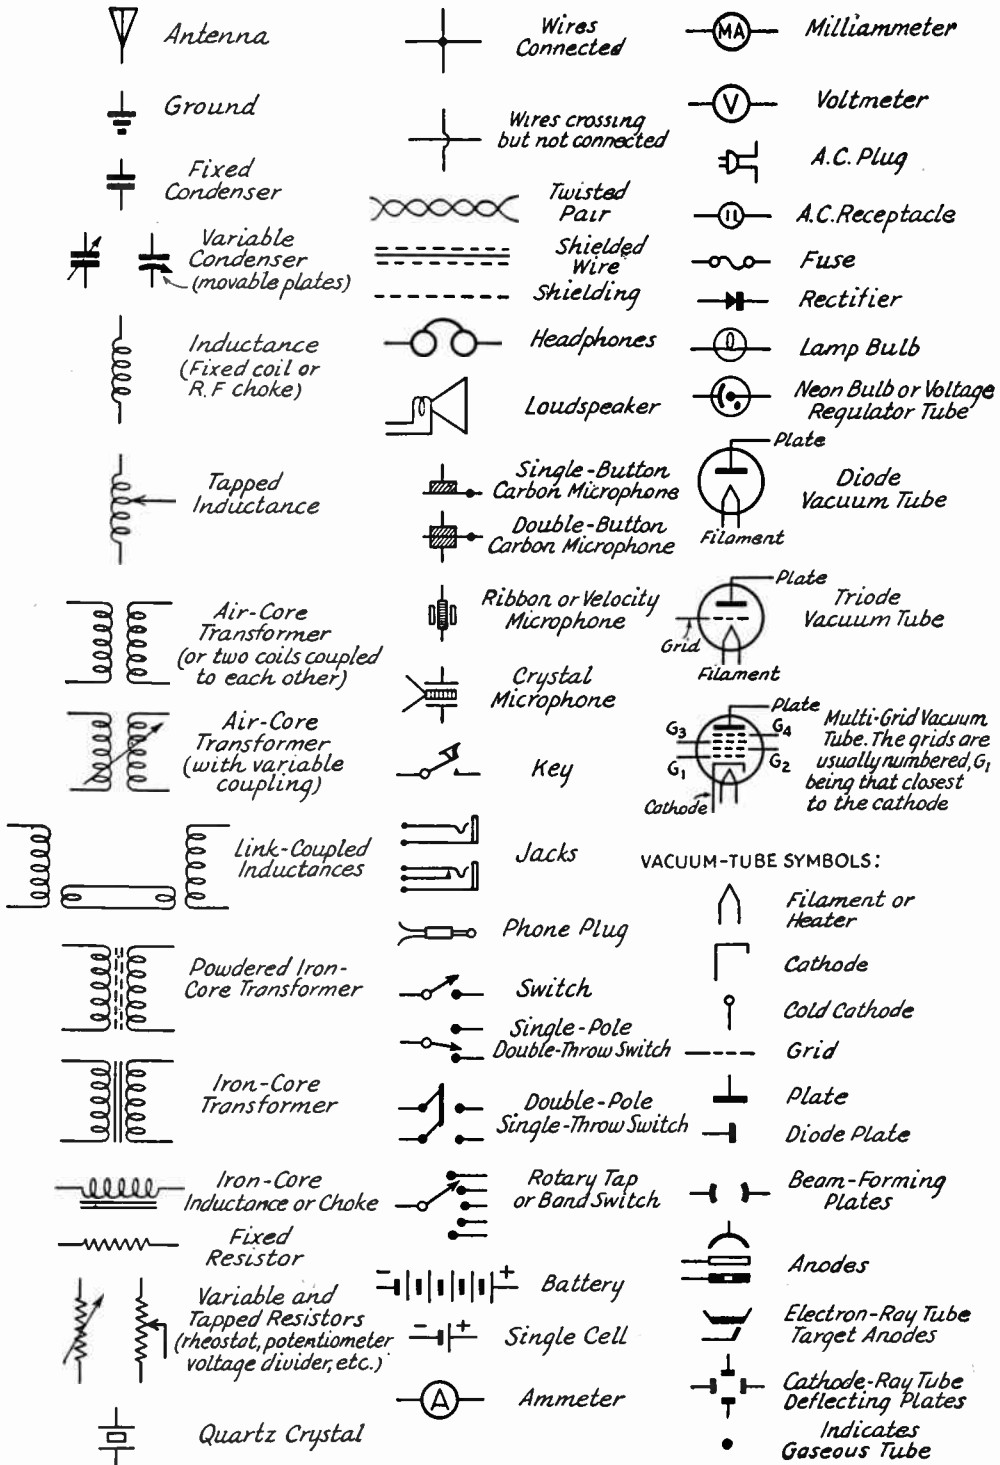 Antenna
Ground
Fixed
Condenser
Variable
Condenser
(movable plates)
Inductance
(Fixed coil or
R.F choke)
Tapped
Inductance
Air-Core
Transformer
(or two coils coupled
to each other)
Air-Core
Transformer
(with variable
coupling)
Link-Coupled
Inductances
Powdered Iron-
Core Transformer
Iron-Core
Transformer
Iron-Core
Inductance or Choke
Fixed
Resistor
Variable and
Tapped Resistors
(rheostat, potentiometer
voltage divider, etc.)
Quartz Crystal
Wires
Connected
Wires crossing
but not connected
Twisted
Pair
Shielded
Wire
Shielding
Headphones
Loudspeaker
Single-Button
Carbon Microphone
Double-Button
Carbon Microphone
Ribbon or Velocity
Microphone
Crystal
Microphone
Key
Jacks
Phone Plug
Switch
Single-Pole
Double-Throw Switch
Double-Pole
Single-Throw Switch
Rotary Tap
or Band Switch
- +
Battery
- +
Single Cell
A
Ammeter
MA
Milliammeter
V
Voltmeter
A.C. Plug
A.C. Receptacle
Fuse
Rectifier
Lamp Bulb
Neon Bulb or Voltage
Regulator Tube
Plate
Diode
Vacuum Tube
Filament
Plate
Triode
Vacuum Tube
Grid
Filament
Plate
G3 G4
G1 G2
Cathode
Multi-Grid Vacuum
Tube. The grids are
usually numbered, G1
being that closest
to the cathode
VACUUM-TUBE SYMBOLS:
Filament or
Heater
Cathode
Cold Cathode
Grid
Plate
Diode Plate
Beam-Forming
Plates
Anodes
Electron-Ray Tube
Target Anodes
Cathode-Ray Tube
Deflecting Plates
Indicates
Gaseous Tube